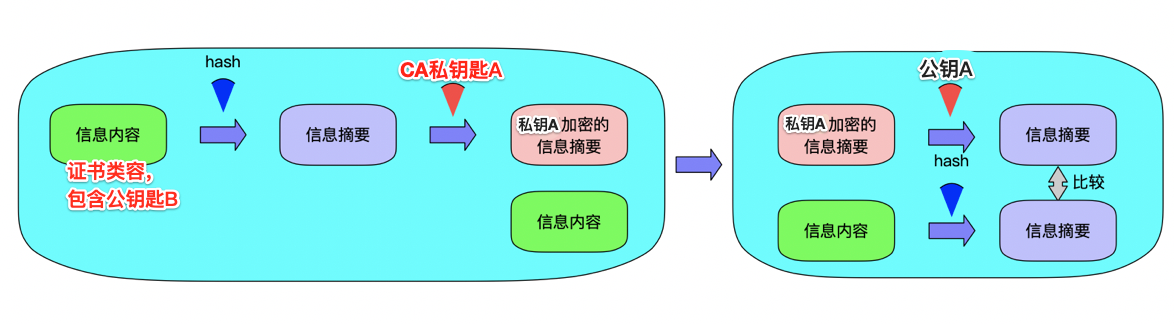 hash
CA私钥匙A
信息内容
信息摘要
私钥A加密的
信息摘要
证书类容，
包含公钥匙B
信息内容
公钥A
私钥A加密的
信息摘要
信息摘要
hash
比较
信息内容
信息摘要